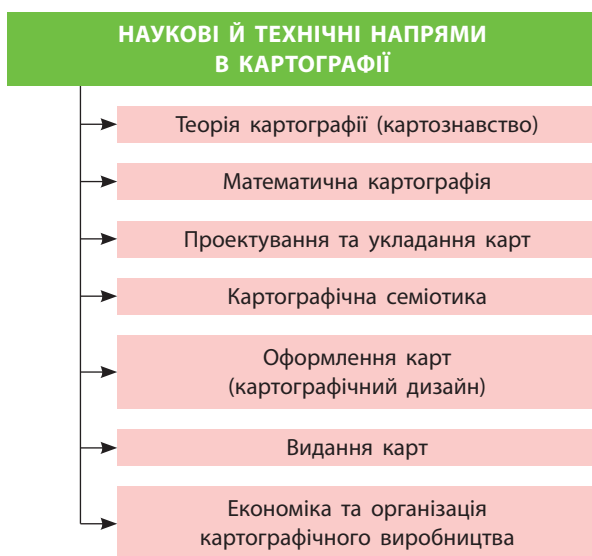 НАУКОВІ Й ТЕХНІЧНІ НАПРЯМИ
В КАРТОГРАФІЇ
Теорія картографії (картознавство)
Математична картографія
Проектування та укладання карт
Картографічна семіотика
Оформлення карт
(картографічний дизайн)
Видання карт
Економіка та організація
картографічного виробництва